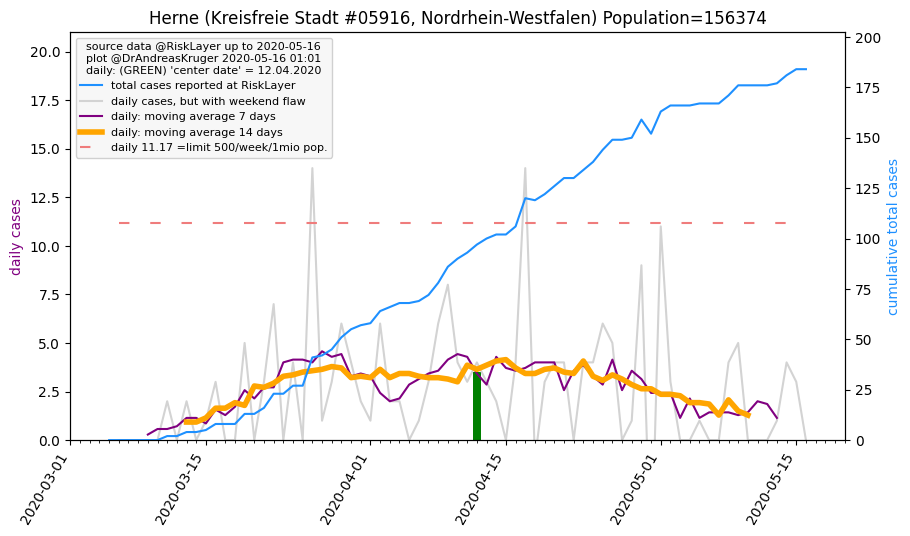 Herne (Kreisfreie Stadt #05916, Nordrhein-Westfalen) Population=156374
source data @RiskLayer up to 2020-05-16
plot @DrAndreasKruger 2020-05-16 01:01
daily: (GREEN) 'center date' = 12.04.2020
total cases reported at RiskLayer
daily cases, but with weekend flaw
daily: moving average 7 days
daily: moving average 14 days
daily 11.17 =limit 500/week/1mio pop.
daily cases
20.0
17.5
15.0
12.5
10.0
7.5
5.0
2.5
0.0
200
175
150
125
100
75
50
25
0
cumulative total cases
2020-03-01
2020-03-15
2020-04-01
2020-04-15
2020-05-01
2020-05-15